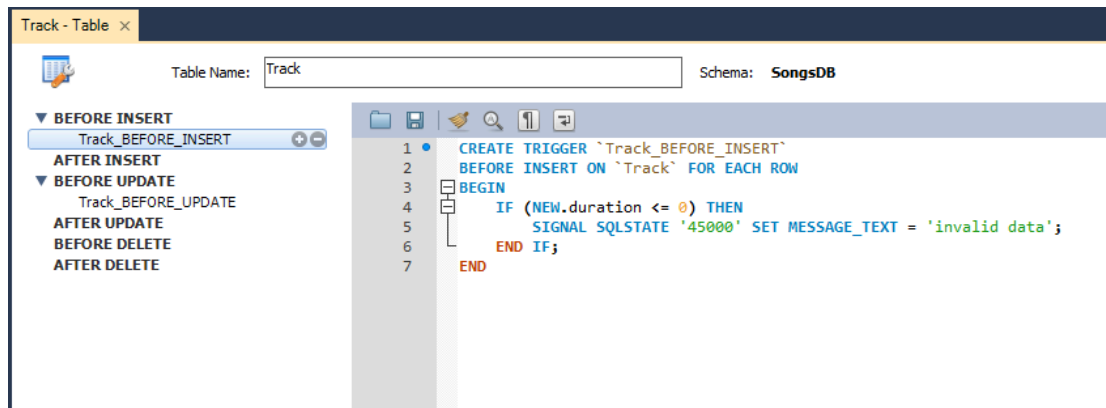 Track - Table ×
Table Name: Track Schema: SongsDB
▼ BEFORE INSERT
Track_BEFORE_INSERT
AFTER INSERT
▼ BEFORE UPDATE
Track_BEFORE_UPDATE
AFTER UPDATE
BEFORE DELETE
AFTER DELETE
1 CREATE TRIGGER `Track_BEFORE_INSERT`
2 BEFORE INSERT ON `Track` FOR EACH ROW
3 BEGIN
4     IF (NEW.duration <= 0) THEN
5         SIGNAL SQLSTATE '45000' SET MESSAGE_TEXT = 'invalid data';
6     END IF;
7 END